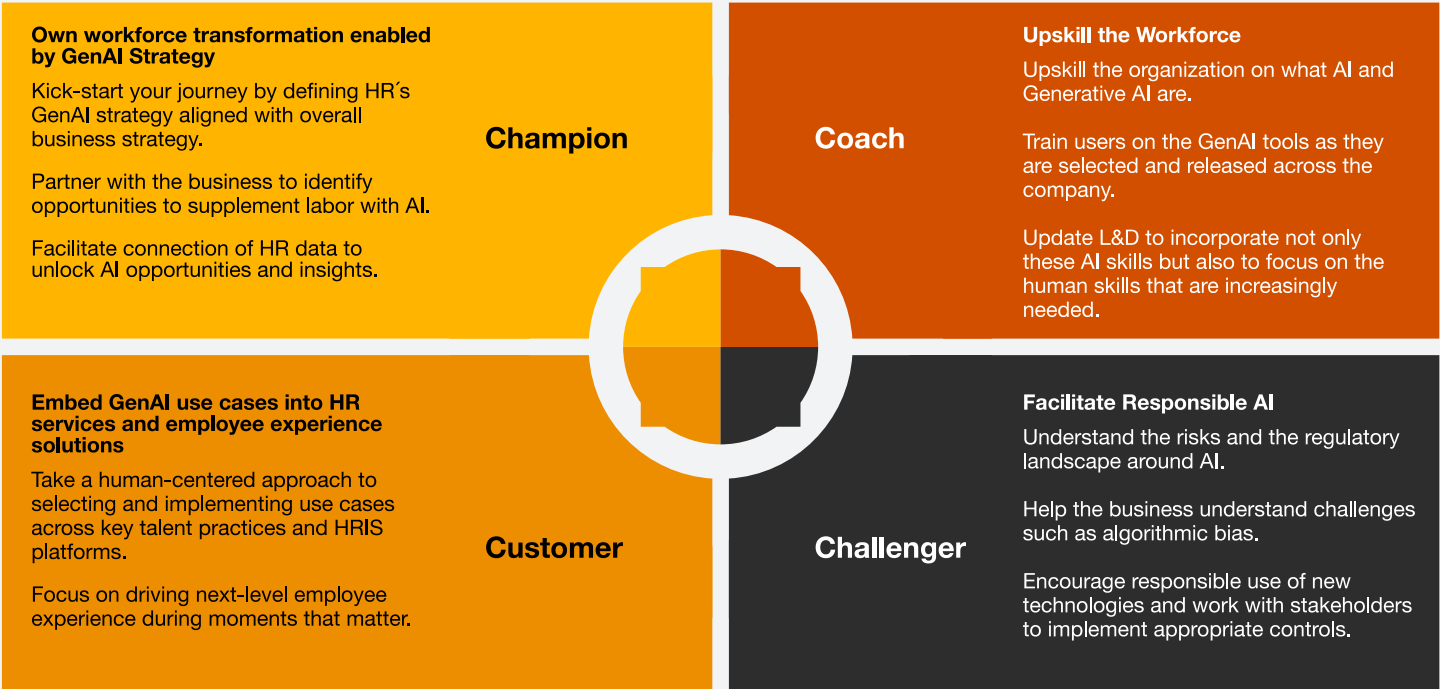 Own workforce transformation enabled
by GenAI Strategy
Kick-start your journey by defining HR´s
GenAI strategy aligned with overall
business strategy.
Partner with the business to identify
opportunities to supplement labor with AI.
Facilitate connection of HR data to
unlock AI opportunities and insights.
Champion
Coach
Upskill the Workforce
Upskill the organization on what AI and
Generative AI are.
Train users on the GenAI tools as they
are selected and released across the
company.
Update L&D to incorporate not only
these AI skills but also to focus on the
human skills that are increasingly
needed.
Embed GenAI use cases into HR
services and employee experience
solutions
Take a human-centered approach to
selecting and implementing use cases
across key talent practices and HRIS
platforms.
Focus on driving next-level employee
experience during moments that matter.
Customer
Challenger
Facilitate Responsible AI
Understand the risks and the regulatory
landscape around AI.
Help the business understand challenges
such as algorithmic bias.
Encourage responsible use of new
technologies and work with stakeholders
to implement appropriate controls.